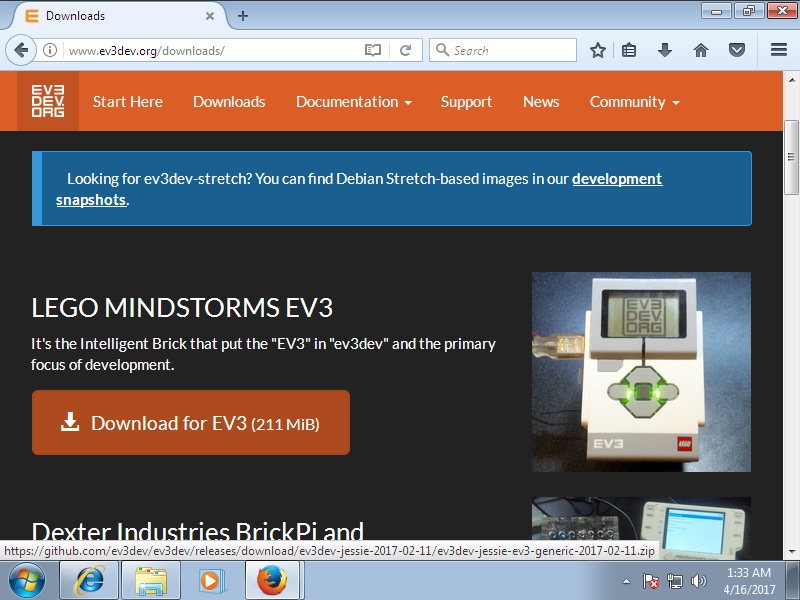 Downloads
www.ev3dev.org/downloads/
Search
EV3
DEV.
ORG
Start Here
Downloads
Documentation
Support
News
Community
Looking for ev3dev-stretch? You can find Debian Stretch-based images in our development
snapshots.
LEGO MINDSTORMS EV3
It's the Intelligent Brick that put the "EV3" in "ev3dev" and the primary
focus of development.
Download for EV3 (211 MiB)
EV3
DEV.
ORG
EV3
LEGO
Dexter Industries BrickPi and
https://github.com/ev3dev/ev3dev/releases/download/ev3dev-jessie-2017-02-11/ev3dev-jessie-ev3-generic-2017-02-11.zip
1:33 AM
4/16/2017